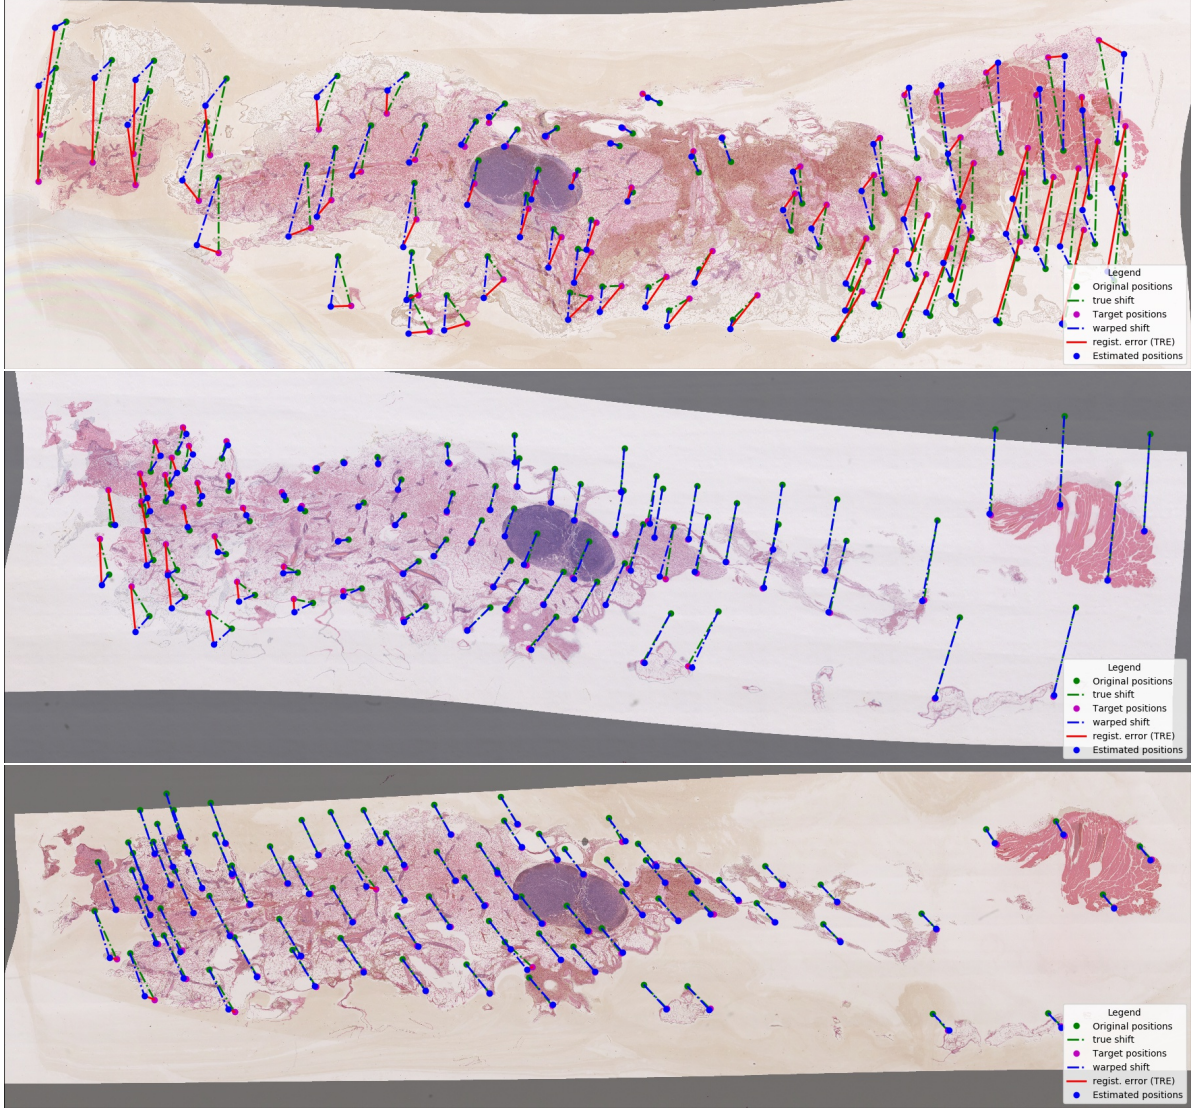 Legend
Original positions
true shift
Target positions
warped shift
regist. error (TRE)
Estimated positions
Legend
Original positions
true shift
Target positions
warped shift
regist. error (TRE)
Estimated positions
Legend
Original positions
true shift
Target positions
warped shift
regist. error (TRE)
Estimated positions